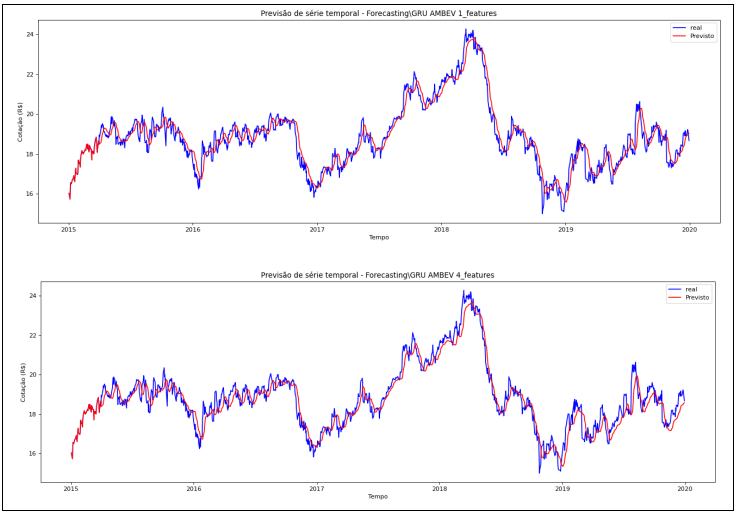 Previsão de série temporal - Forecasting\GRU AMBEV 1_features
real
Previsto
24
22
20
18
16
Cotação (R$)
2015 2016 2017 2018 2019 2020
Tempo
Previsão de série temporal - Forecasting\GRU AMBEV 4_features
real
Previsto
24
22
20
18
16
Cotação (R$)
2015 2016 2017 2018 2019 2020
Tempo